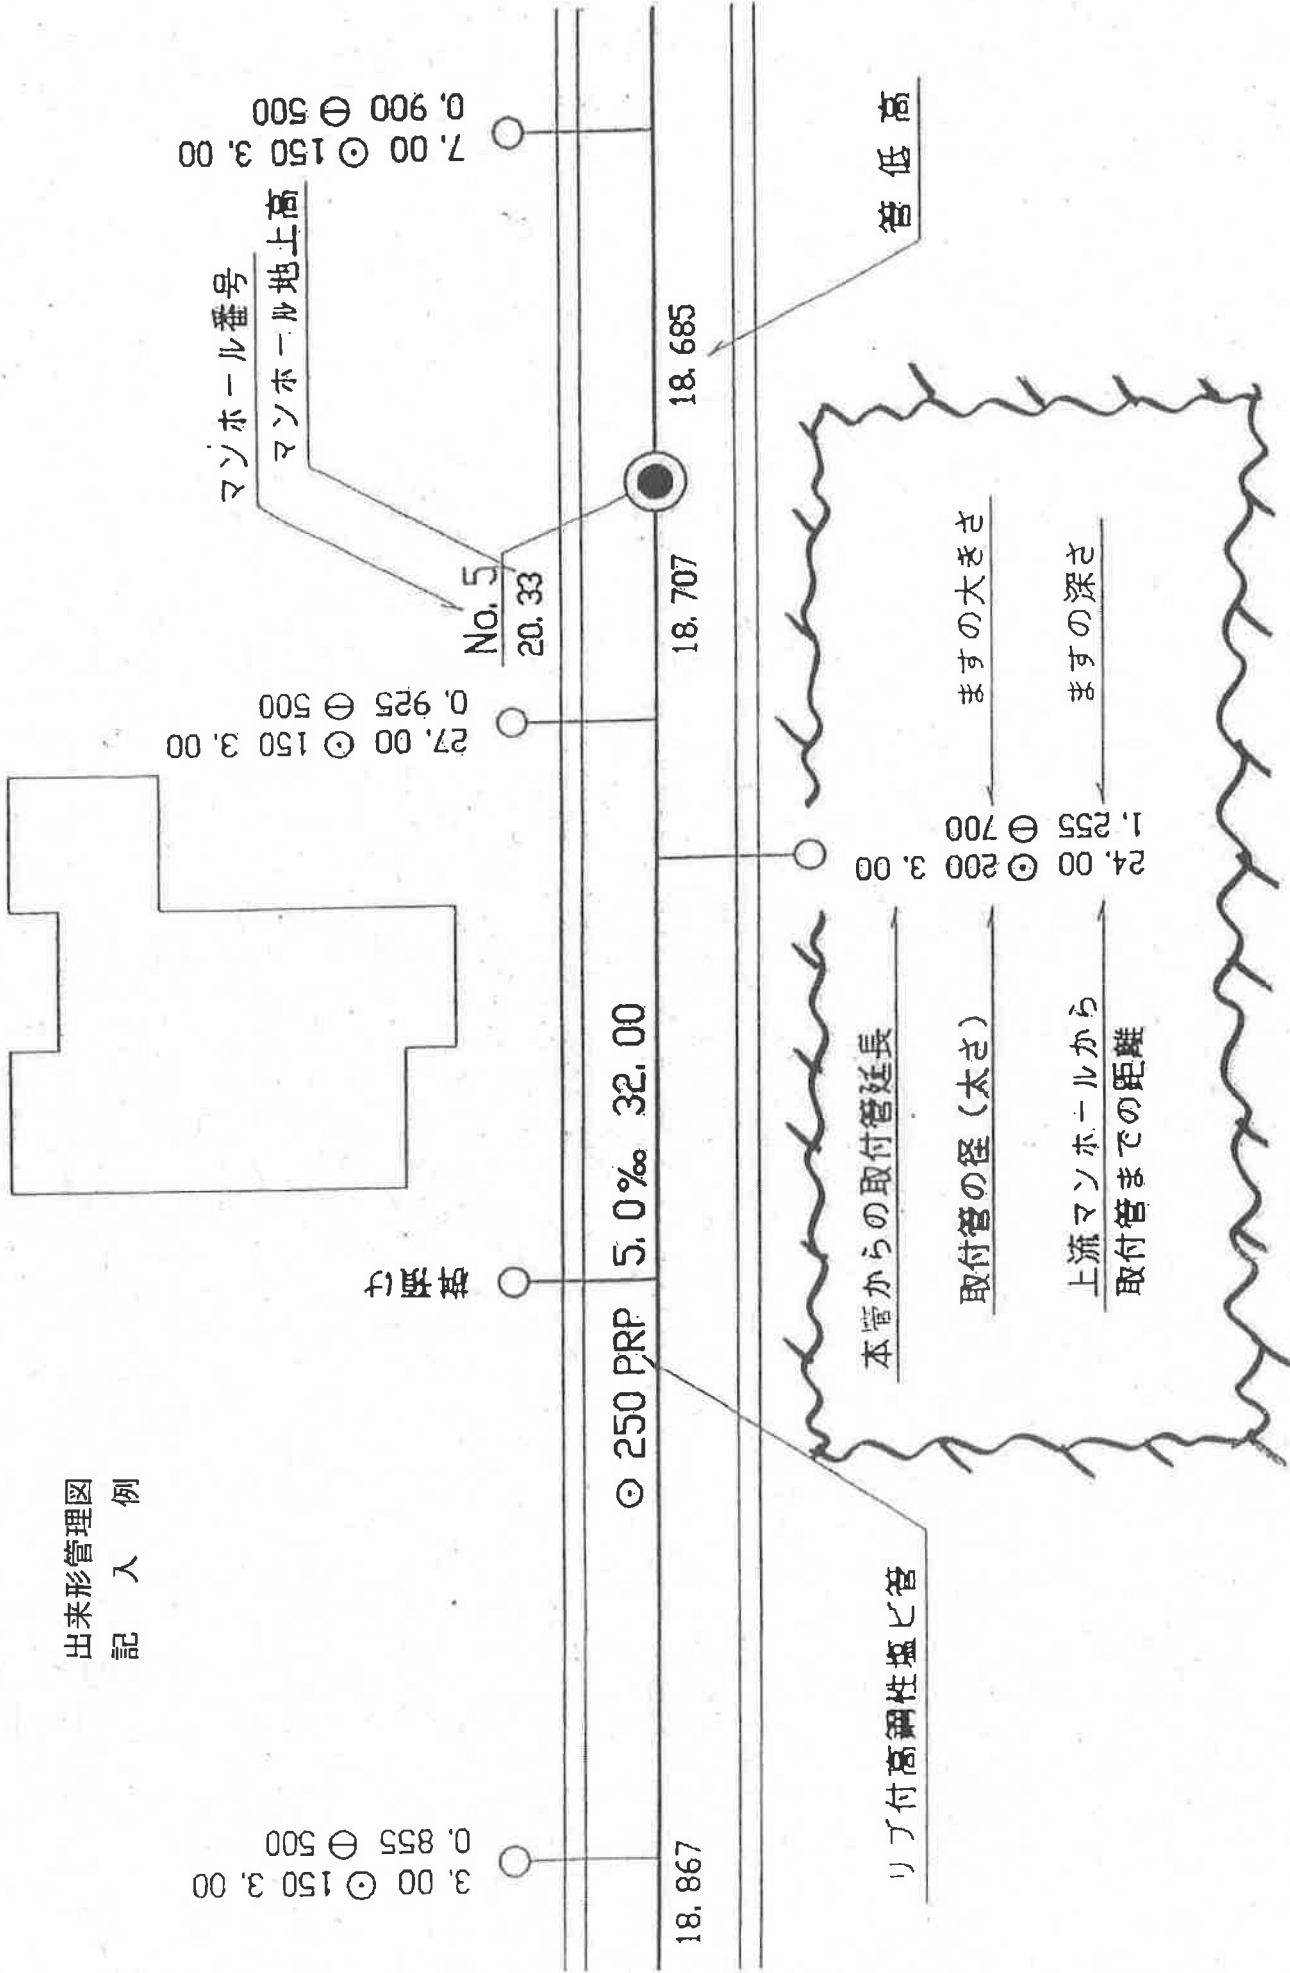 出来形管理図
記 入 例
マンホール番号
マンホール地上高
No. 5
20. 33
3. 00 ⊙ 150 3. 00
0. 855 ⊖ 500
桝預け
27. 00 ⊙ 150 3. 00
0. 925 ⊖ 500
7. 00 ⊙ 150 3. 00
0. 900 ⊖ 500
⊙ 250 PRP 5. 0‰ 32. 00
18. 867
18. 707
18. 685
管 低 高
リブ付高剛性塩ビ管
本管からの取付管延長
取付管の径（太さ）
上流マンホールから
取付管までの距離
24. 00 ⊙ 200 3. 00
1. 255 ⊖ 700
ますの大きさ
ますの深さ